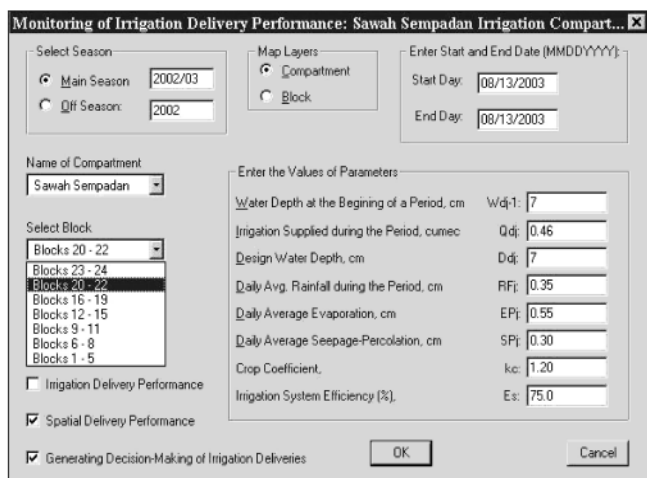 Monitoring of Irrigation Delivery Performance: Sawah Sempadan Irrigation Compart...
Select Season
Main Season 2002/03
Off Season: 2002
Map Layers
Compartment
Block
Enter Start and End Date (MMDDYYYY):
Start Day: 08/13/2003
End Day: 08/13/2003
Name of Compartment
Sawah Sempadan
Select Block
Blocks 20 - 22
Blocks 23 - 24
Blocks 20 - 22
Blocks 16 - 19
Blocks 12 - 15
Blocks 9 - 11
Blocks 6 - 8
Blocks 1 - 5
Irrigation Delivery Performance
Spatial Delivery Performance
Generating Decision-Making of Irrigation Deliveries
Enter the Values of Parameters
Water Depth at the Begining of a Period, cm Wdj-1: 7
Irrigation Supplied during the Period, cumec Qdj: 0.46
Design Water Depth, cm Ddj: 7
Daily Avg. Rainfall during the Period, cm RFj: 0.35
Daily Average Evaporation, cm EPj: 0.55
Daily Average Seepage-Percolation, cm SPj: 0.30
Crop Coefficient, kc: 1.20
Irrigation System Efficiency (%), Es: 75.0
OK
Cancel